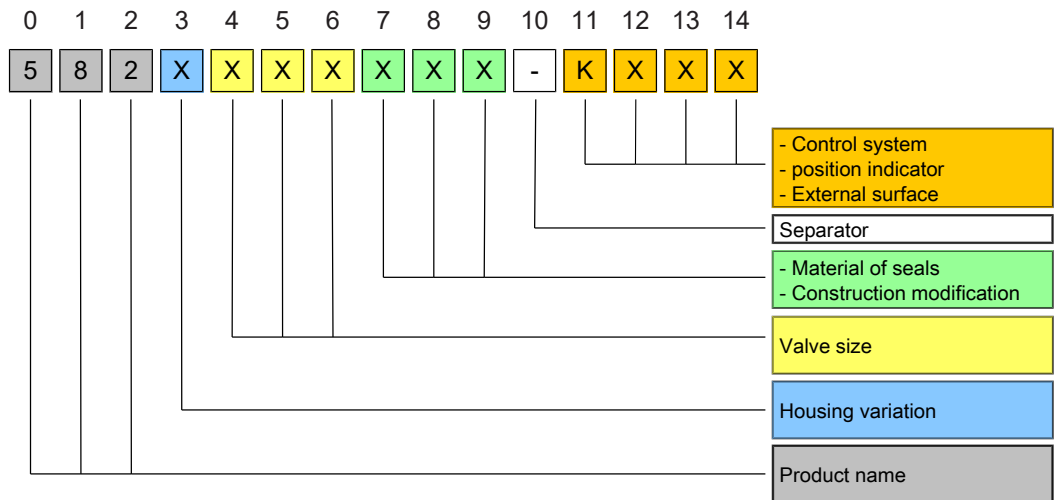 0 1 2 3 4 5 6 7 8 9 10 11 12 13 14
5 8 2 X X X X X X X - K X X X
- Control system
- position indicator
- External surface
Separator
- Material of seals
- Construction modification
Valve size
Housing variation
Product name